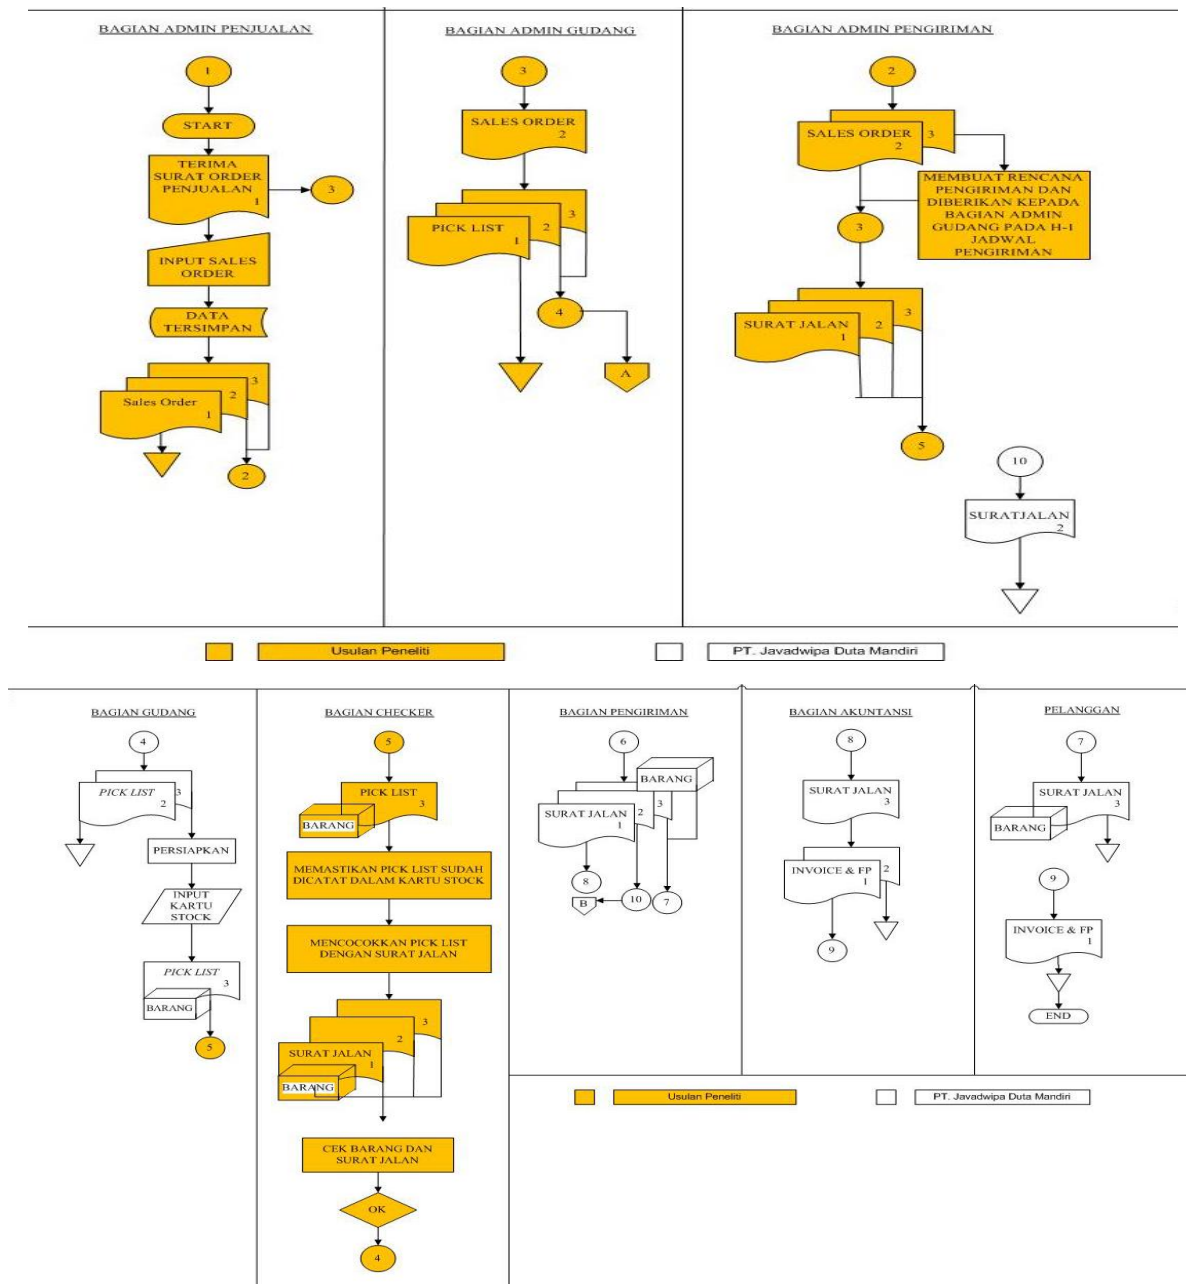 BAGIAN ADMIN PENJUALAN
1
START
TERIMA
SURAT ORDER
PENJUALAN
1
3
INPUT SALES
ORDER
DATA
TERSIMPAN
3
2
Sales Order
1
2
BAGIAN ADMIN GUDANG
3
SALES ORDER
2
3
2
PICK LIST
1
4
A
BAGIAN ADMIN PENGIRIMAN
2
3
SALES ORDER
2
MEMBUAT RENCANA
PENGIRIMAN DAN
DIBERIKAN KEPADA
BAGIAN ADMIN
GUDANG PADA H-1
JADWAL
PENGIRIMAN
3
3
2
SURAT JALAN
1
5
10
SURATJALAN
2
Usulan Peneliti
PT. Javadwipa Duta Mandiri
BAGIAN GUDANG
4
3
PICK LIST
2
PERSIAPKAN
INPUT
KARTU
STOCK
PICK LIST
3
BARANG
5
BAGIAN CHECKER
5
PICK LIST
3
BARANG
MEMASTIKAN PICK LIST SUDAH
DICATAT DALAM KARTU STOCK
MENCOCOKKAN PICK LIST
DENGAN SURAT JALAN
3
2
SURAT JALAN
1
BARANG
CEK BARANG DAN
SURAT JALAN
OK
4
BAGIAN PENGIRIMAN
6
BARANG
3
2
SURAT JALAN
1
8
B
10
7
BAGIAN AKUNTANSI
8
SURAT JALAN
3
2
INVOICE & FP
1
9
PELANGGAN
7
SURAT JALAN
3
BARANG
9
INVOICE & FP
1
END
Usulan Peneliti
PT. Javadwipa Duta Mandiri